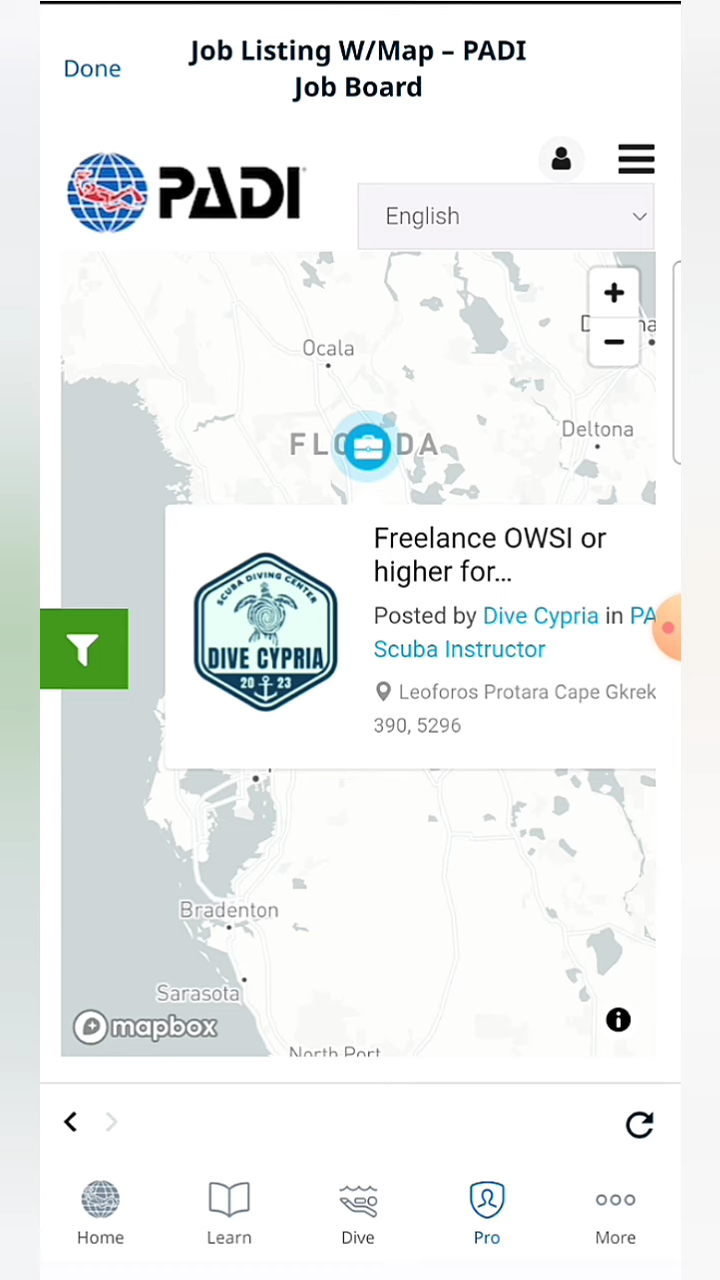 Done
Job Listing W/Map – PADI
Job Board
PADI
English
Ocala
Deltona
Freelance OWSI or
higher for...
Posted by Dive Cypria in PA
Scuba Instructor
Leoforos Protara Cape Gkrek
390, 5296
SCUBA DIVING CENTER
DIVE CYPRIA
20 23
Bradenton
Sarasota
North Port
mapbox
Home
Learn
Dive
Pro
More